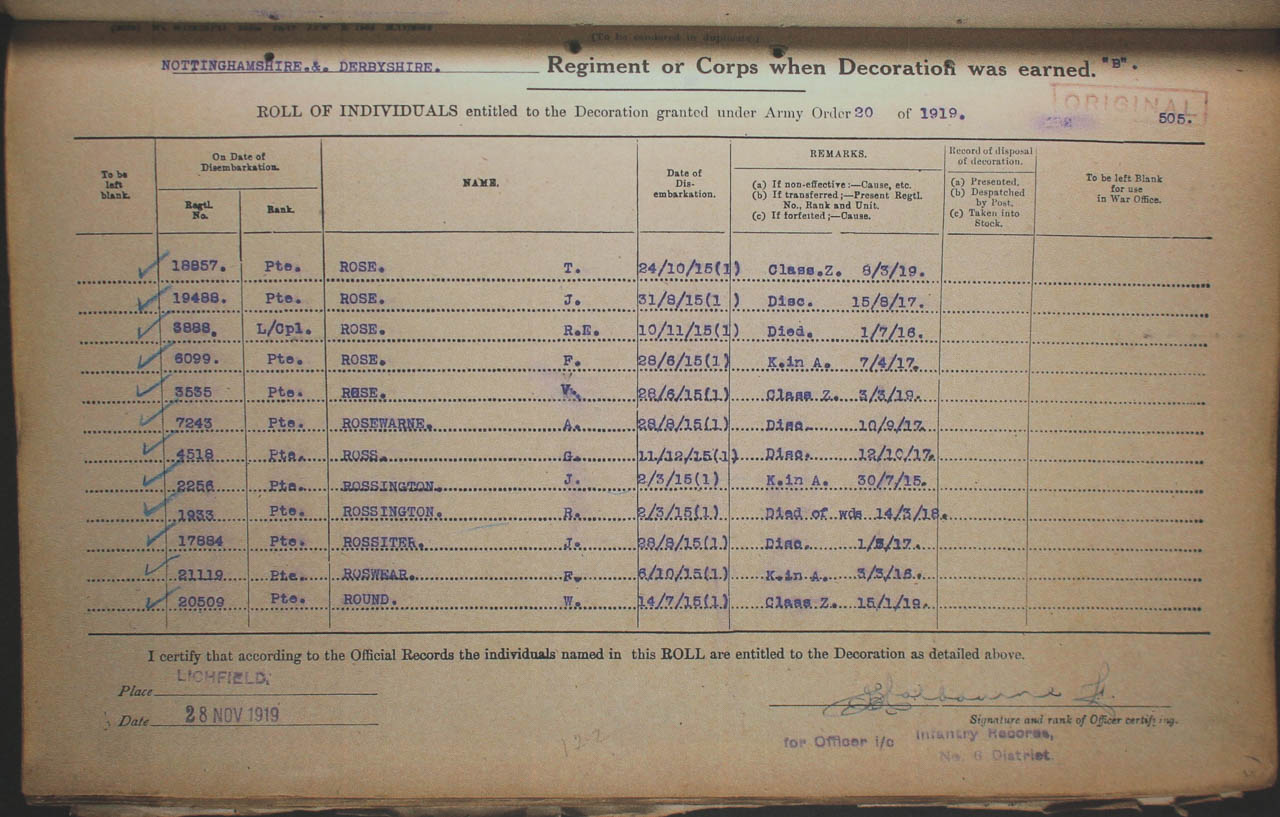 (To be rendered in duplicate.)
NOTTINGHAMSHIRE.&. DERBYSHIRE. Regiment or Corps when Decoration was earned. "B".
ROLL OF INDIVIDUALS entitled to the Decoration granted under Army Order 20 of 1919.
ORIGINAL
505.
To be left blank.
On Date of Disembarkation.
Regtl. No.
Rank.
NAME.
Date of Dis-embarkation.
REMARKS.
(a) If non-effective:—Cause, etc.
(b) If transferred;—Present Regtl. No., Rank and Unit.
(c) If forfeited;—Cause.
Record of disposal of decoration.
(a) Presented.
(b) Despatched by Post.
(c) Taken into Stock.
To be left Blank for use in War Office.
18857. Pte. ROSE. T. 24/10/15(1) Class.Z. 8/3/19.
19488. Pte. ROSE. J. 31/8/15(1 ) Disc. 15/8/17.
3888. L/Cpl. ROSE. R.E. 10/11/15(1) Died. 1/7/16.
6099. Pte. ROSE. F. 28/6/15(1) K.in A. 7/4/17.
3535 Pte. ROSE. V. 28/6/15(1) Class Z. 3/3/19.
7243 Pte. ROSEWARNE. A. 28/8/15(1) Disc. 10/9/17.
4518 Pte. ROSS. G. 11/12/15(1) Disc. 12/10/17.
2256 Pte. ROSSINGTON. J. 2/3/15(1) K.in A. 30/7/15.
1933 Pte. ROSSINGTON. R. 2/3/15(1) Died of wds 14/3/18.
17884 Pte. ROSSITER. J. 28/8/15(1) Disc.
21119 Pte. ROSWEAR. F. 6/10/15(1) K.in A. 3/3/16.
20509 Pte. ROUND. W. 14/7/15(1) Class Z. 15/1/19.
I certify that according to the Official Records the individuals named in this ROLL are entitled to the Decoration as detailed above.
Place LICHFIELD.
Date 28 NOV 1919
Signature and rank of Officer certifying.
for Officer i/c Infantry Records,
No. 6 District.
122